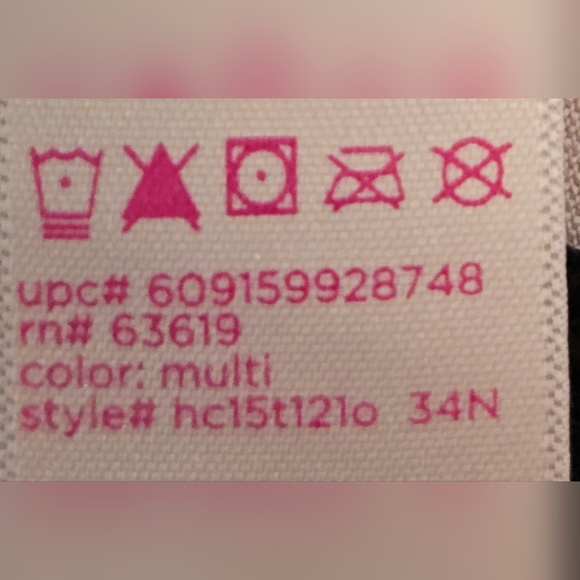 upc# 609159928748
rn# 63619
color: multi
style# hc15t121o 34N